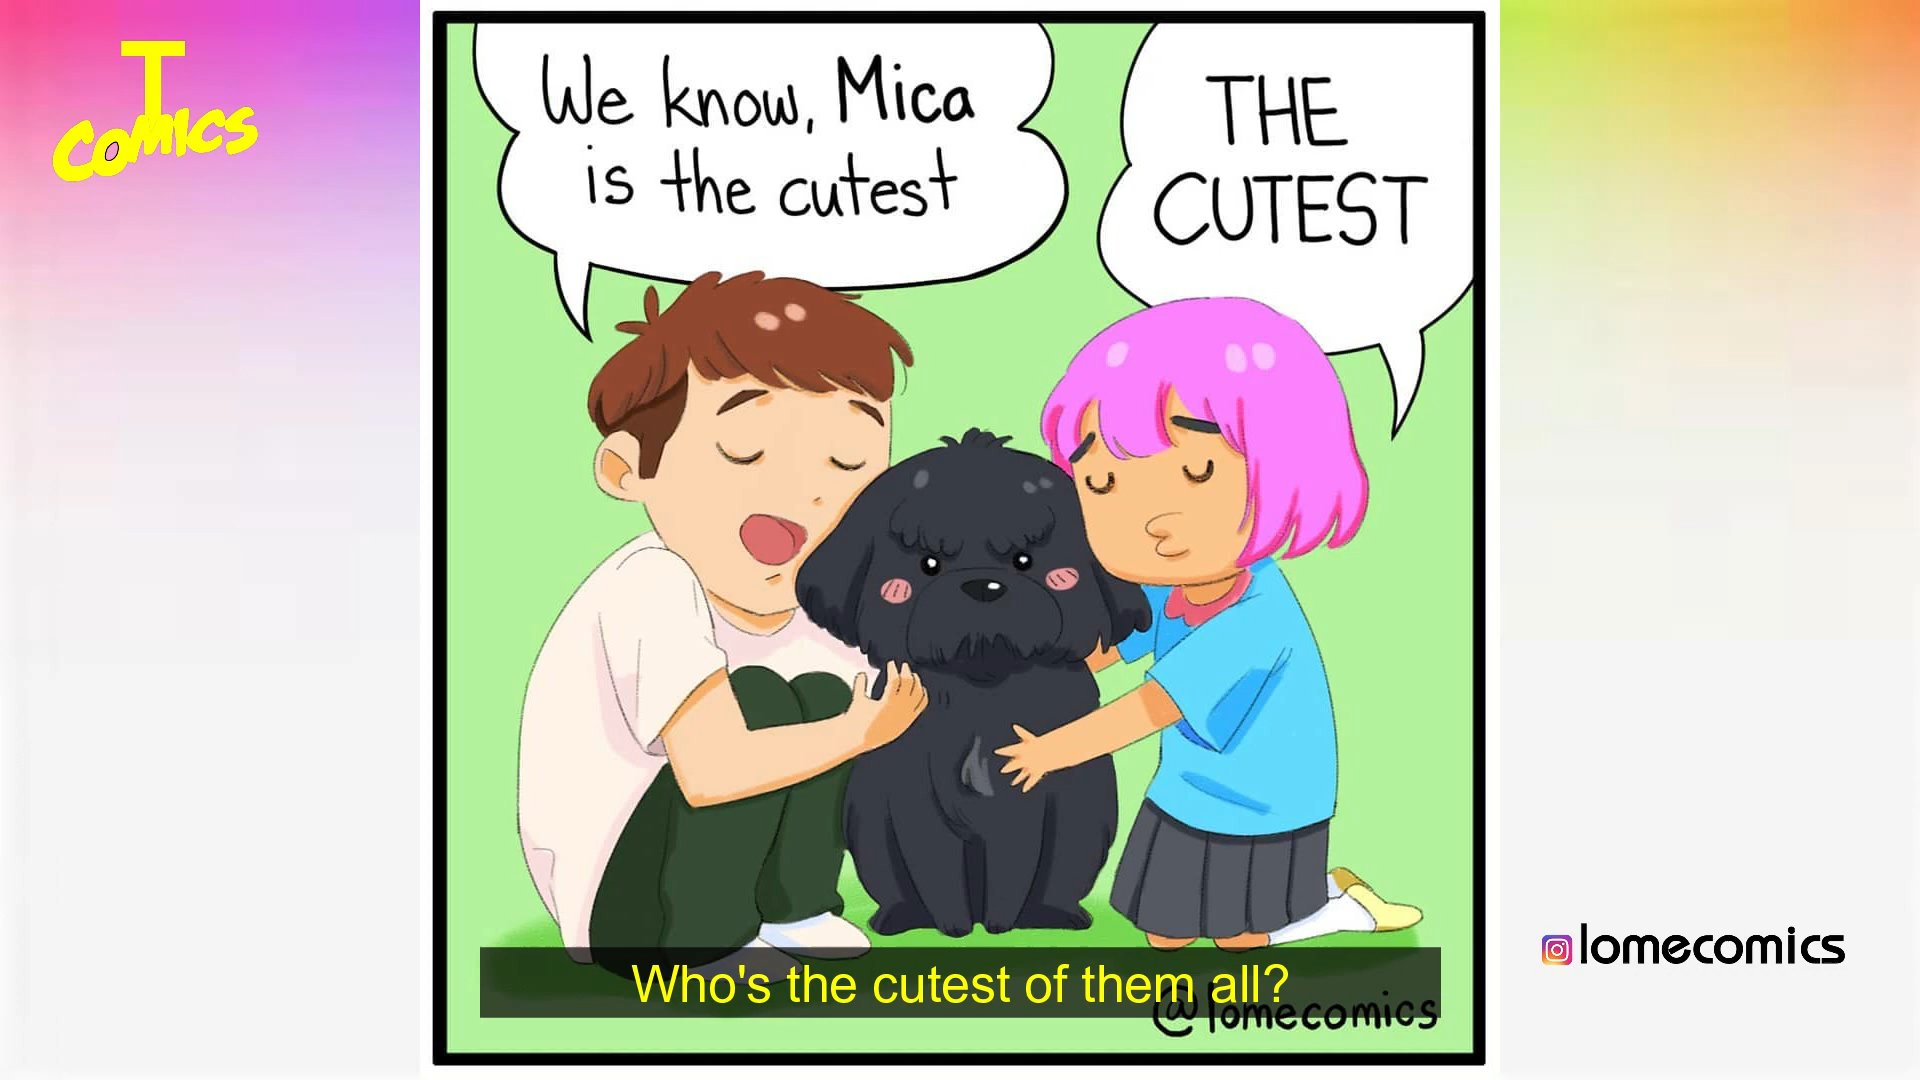 T
COMICS
We know, Mica
is the cutest
THE
CUTEST
Who's the cutest of them all?
@lomecomics
lomecomics